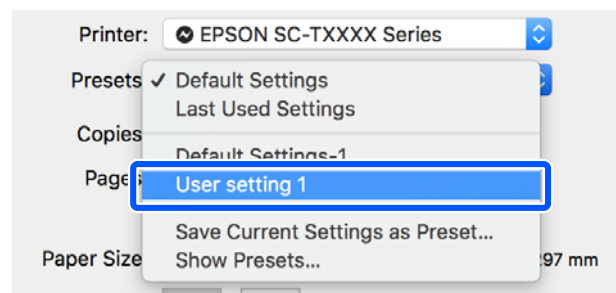 Printer: EPSON SC-TXXXX Series
Presets ✓ Default Settings
Last Used Settings
Copies
Default Settings-1
Pages
User setting 1
Save Current Settings as Preset...
Paper Size Show Presets... 97 mm